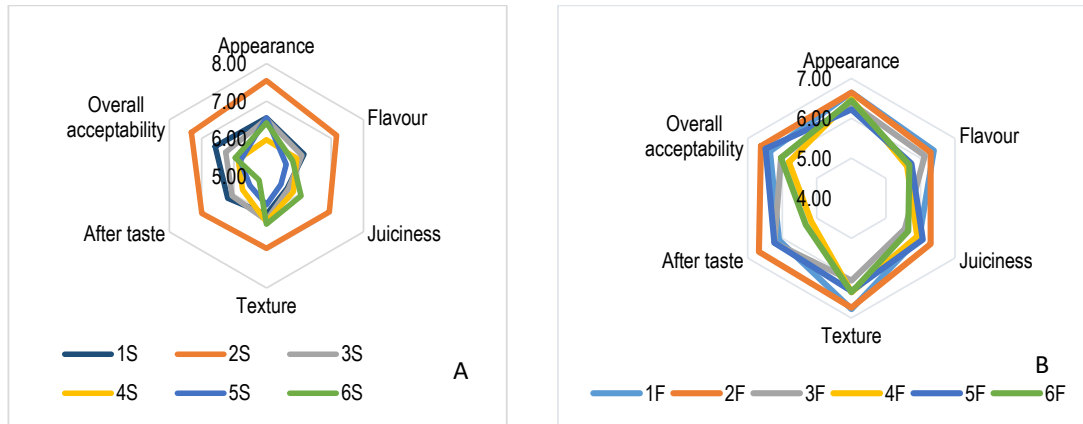 Appearance
8.00
7.00
6.00
5.00
Flavour
Juiciness
Texture
After taste
Overall
acceptability
1S 2S 3S
4S 5S 6S
A
Appearance
7.00
6.00
5.00
4.00
Flavour
Juiciness
Texture
After taste
Overall
acceptability
1F 2F 3F 4F 5F 6F
B